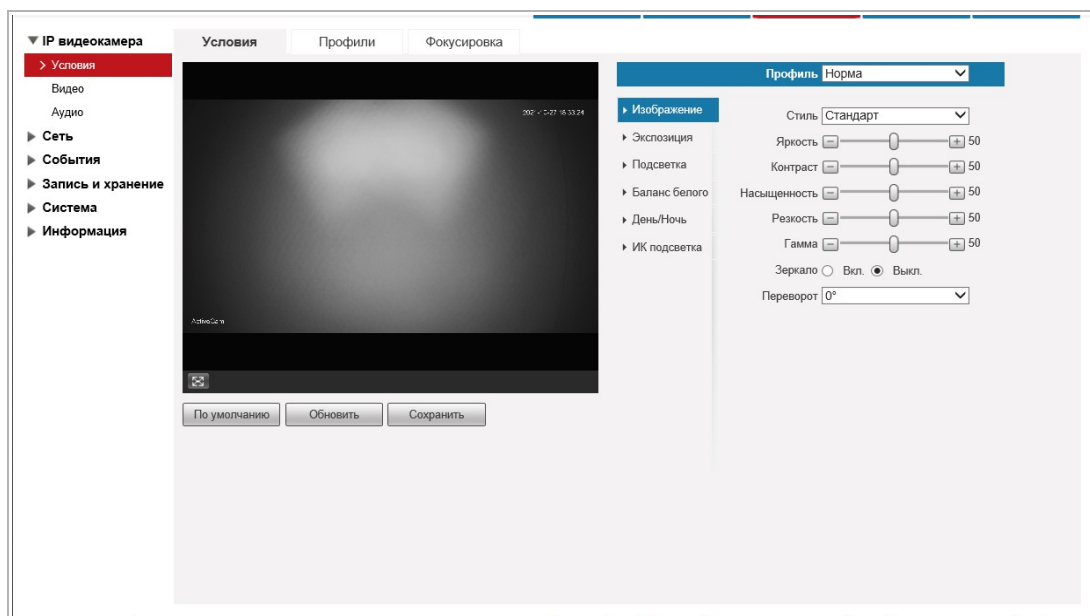 IP видеокамера
Условия
Видео
Аудио
Сеть
События
Запись и хранение
Система
Информация
Условия
Профили
Фокусировка
ActiveCam
По умолчанию
Обновить
Сохранить
Профиль Норма
Изображение
Экспозиция
Подсветка
Баланс белого
День/Ночь
ИК подсветка
Стиль Стандарт
Яркость 50
Контраст 50
Насыщенность 50
Резкость 50
Гамма 50
Зеркало Вкл. Выкл.
Переворот 0°